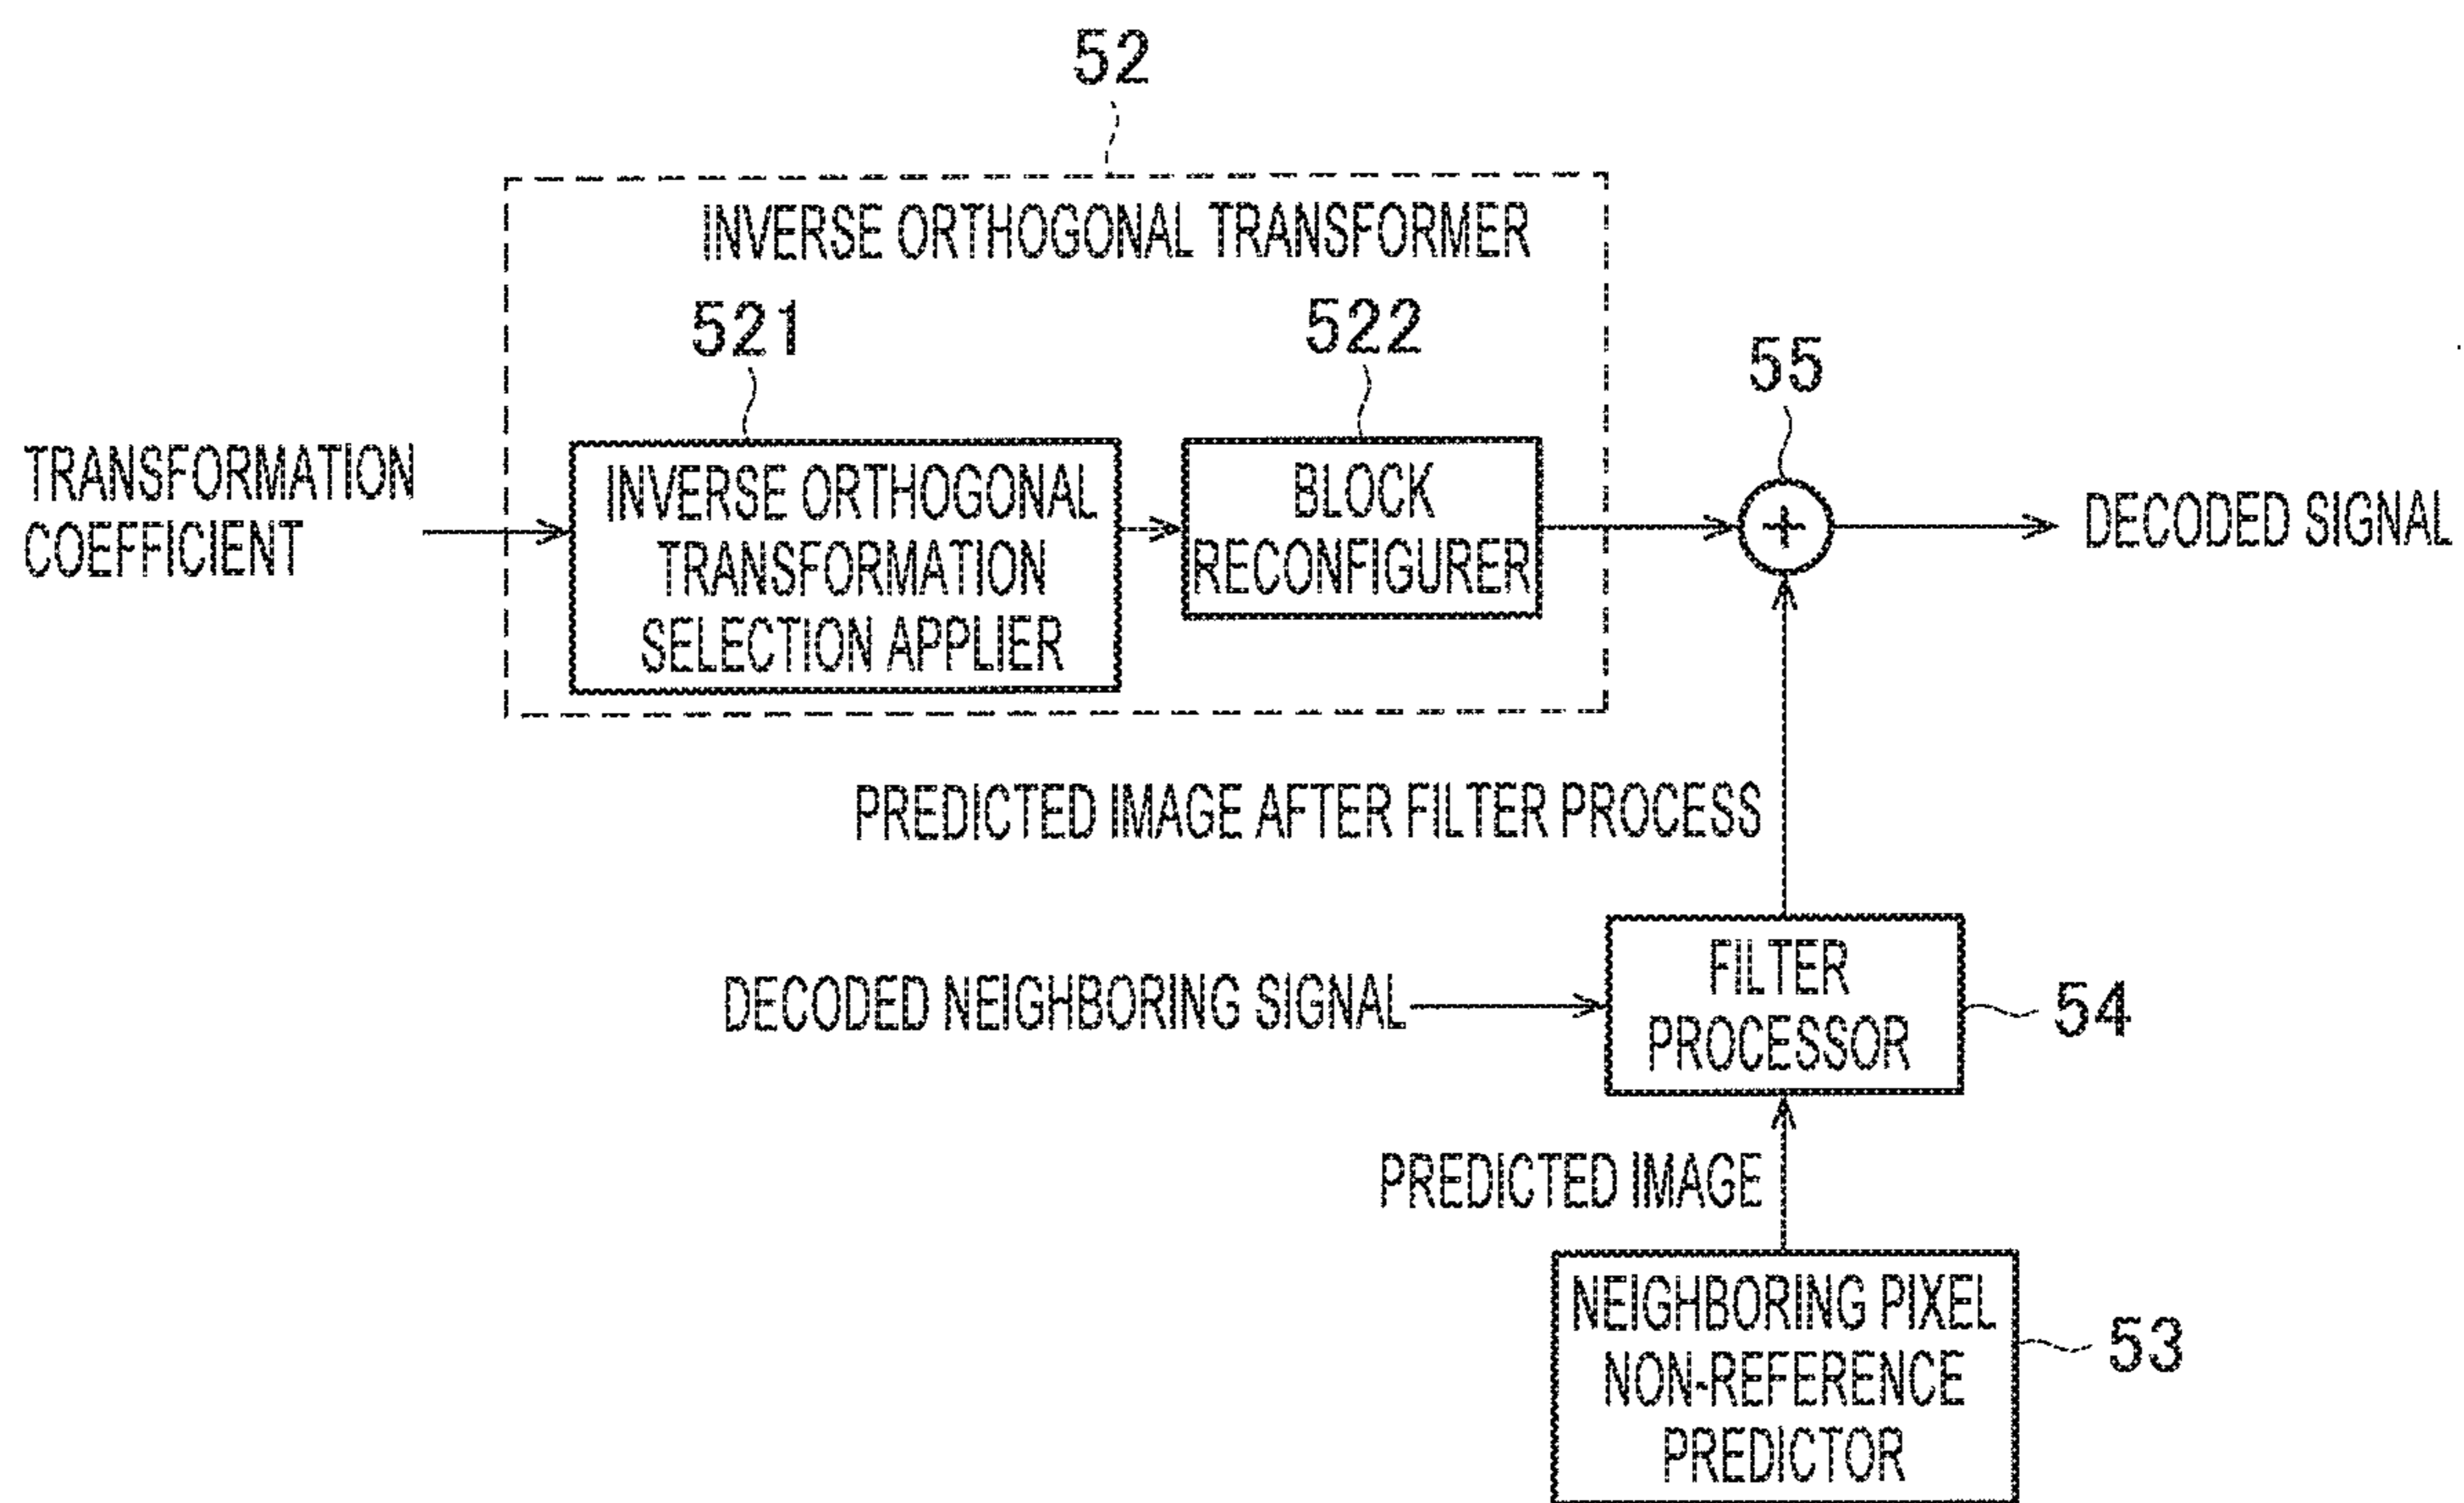 52
INVERSE ORTHOGONAL TRANSFORMER
521
522
55
TRANSFORMATION
COEFFICIENT
INVERSE ORTHOGONAL
TRANSFORMATION
SELECTION APPLIER
BLOCK
RECONFIGURER
+
DECODED SIGNAL
PREDICTED IMAGE AFTER FILTER PROCESS
DECODED NEIGHBORING SIGNAL
FILTER
PROCESSOR
54
PREDICTED IMAGE
NEIGHBORING PIXEL
NON-REFERENCE
PREDICTOR
53